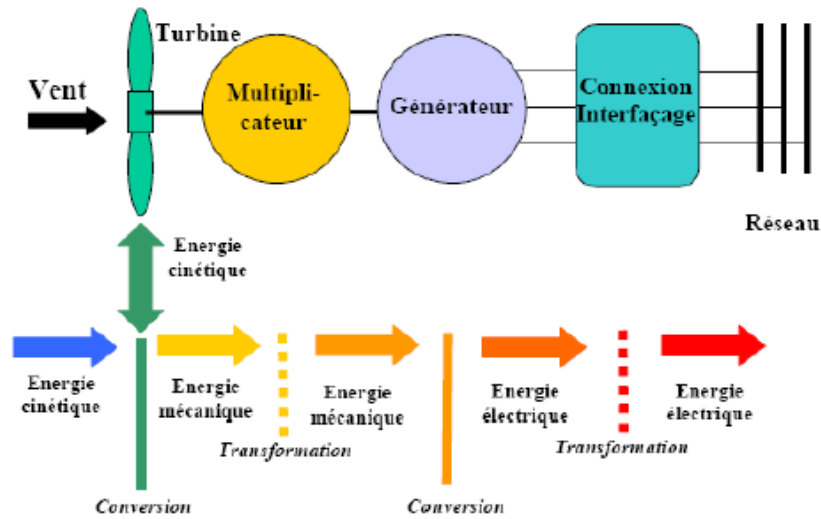 Turbine
Vent
Multipli-
cateur
Générateur
Connexion
Interfaçage
Réseau
Energie
cinétique
Energie
cinétique
Energie
mécanique
Energie
mécanique
Energie
électrique
Energie
électrique
Transformation
Transformation
Conversion
Conversion